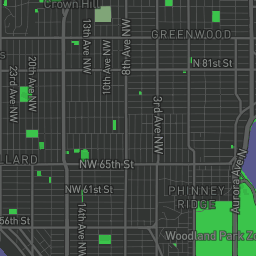 Crown Hill
GREENWOOD
N 81st St
23rd Ave NW
20th Ave NW
13th Ave NW
10th Ave NW
8th Ave NW
3rd Ave NW
LLARD
NW 65th St
NW 61st St
14th Ave NW
56th St
PHINNEY
RIDGE
Aurora Ave N
Woodland Park Zo